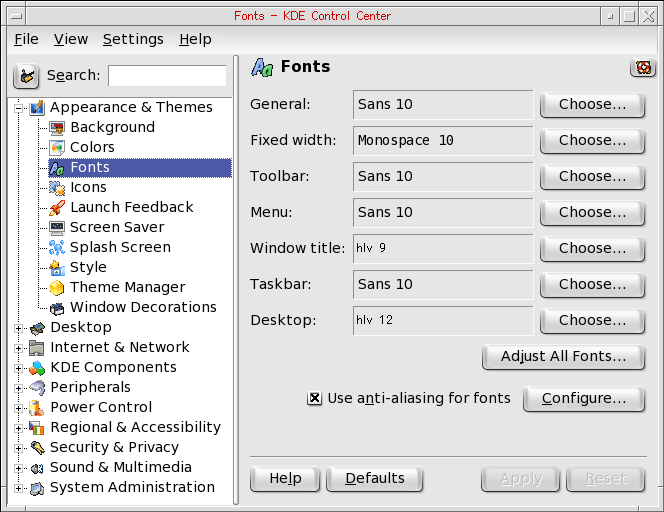 Fonts - KDE Control Center
File View Settings Help
Search:
Appearance & Themes
Background
Colors
Fonts
Icons
Launch Feedback
Screen Saver
Splash Screen
Style
Theme Manager
Window Decorations
Desktop
Internet & Network
KDE Components
Peripherals
Power Control
Regional & Accessibility
Security & Privacy
Sound & Multimedia
System Administration
Fonts
General: Sans 10 Choose...
Fixed width: Monospace 10 Choose...
Toolbar: Sans 10 Choose...
Menu: Sans 10 Choose...
Window title: hlv 9 Choose...
Taskbar: Sans 10 Choose...
Desktop: hlv 12 Choose...
Adjust All Fonts...
Use anti-aliasing for fonts Configure...
Help Defaults Apply Reset